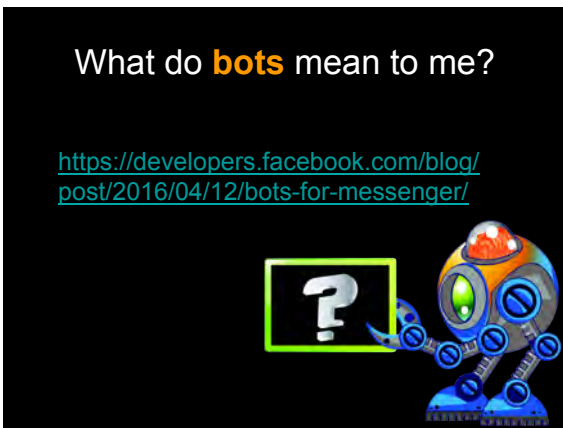 What do bots mean to me?
https://developers.facebook.com/blog/
post/2016/04/12/bots-for-messenger/
?